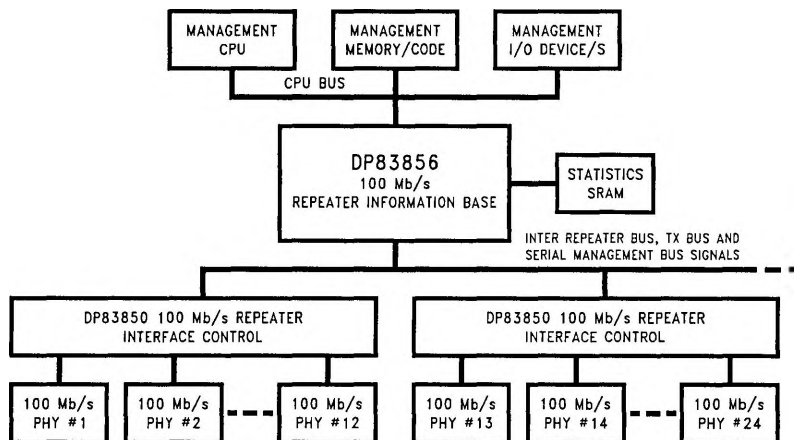 MANAGEMENT
CPU
MANAGEMENT
MEMORY/CODE
MANAGEMENT
I/O DEVICE/S
CPU BUS
DP83856
100 Mb/s
REPEATER INFORMATION BASE
STATISTICS
SRAM
INTER REPEATER BUS, TX BUS AND
SERIAL MANAGEMENT BUS SIGNALS
DP83850 100 Mb/s REPEATER
INTERFACE CONTROL
DP83850 100 Mb/s REPEATER
INTERFACE CONTROL
100 Mb/s
PHY #1
100 Mb/s
PHY #2
100 Mb/s
PHY #12
100 Mb/s
PHY #13
100 Mb/s
PHY #14
100 Mb/s
PHY #24